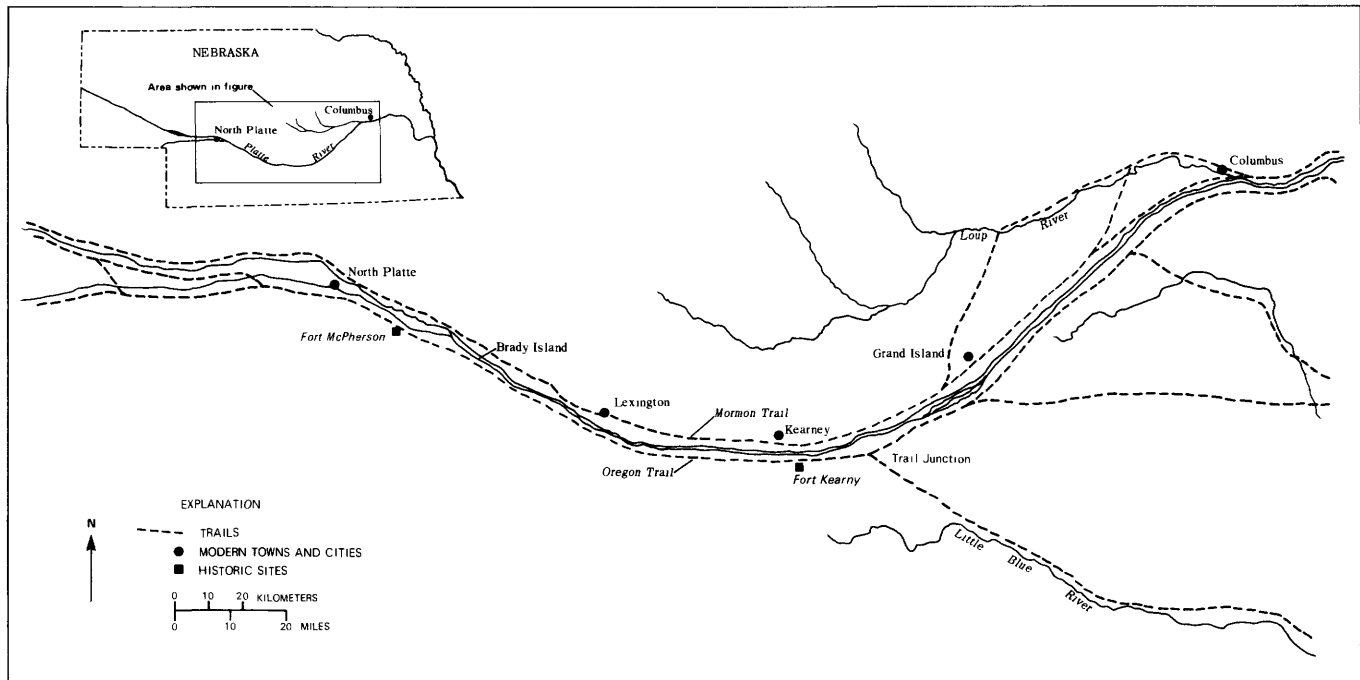 NEBRASKA
Area shown in figure
Columbus
North Platte
Platte River
Columbus
Loup River
North Platte
Fort McPherson
Brady Island
Grand Island
Lexington
Mormon Trail
Kearney
Oregon Trail
Trail Junction
Fort Kearny
Little Blue River
EXPLANATION
N
TRAILS
MODERN TOWNS AND CITIES
HISTORIC SITES
0 10 20 KILOMETERS
0 10 20 MILES